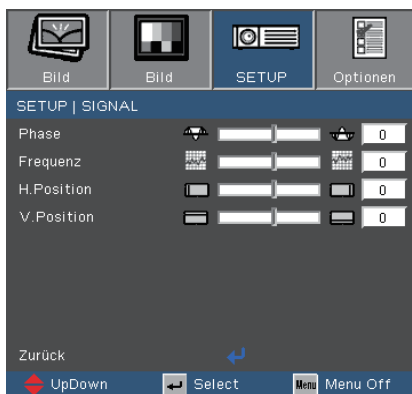 Bild Bild SETUP Optionen
SETUP | SIGNAL
Phase 0
Frequenz 0
H.Position 0
V.Position 0
Zurück
UpDown Select Menu Menu Off